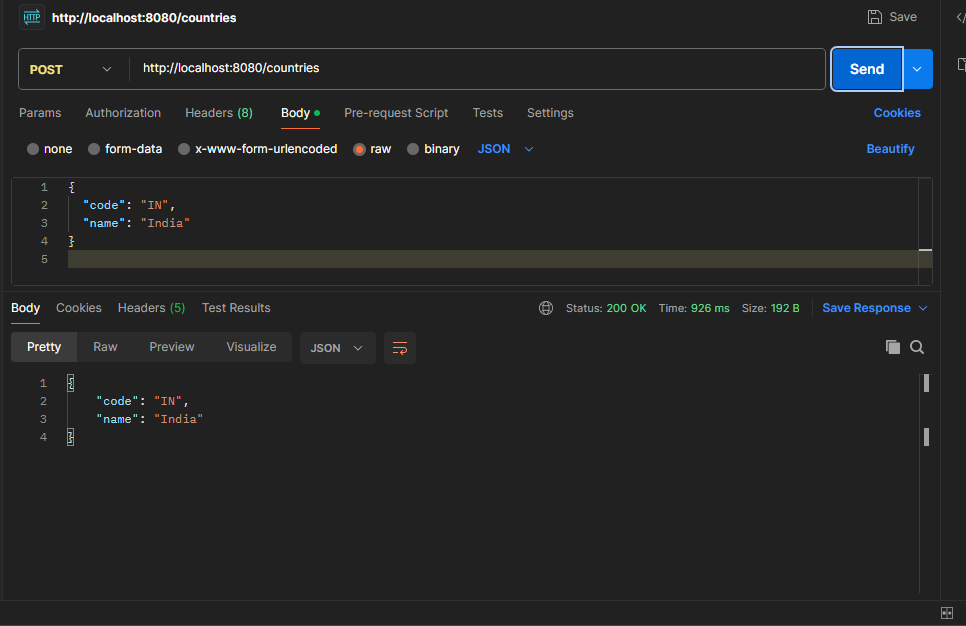 HTTP http://localhost:8080/countries Save
POST http://localhost:8080/countries Send
Params Authorization Headers (8) Body Pre-request Script Tests Settings Cookies
none form-data x-www-form-urlencoded raw binary JSON Beautify
1 {
2 "code": "IN",
3 "name": "India"
4 }
5
Body Cookies Headers (5) Test Results Status: 200 OK Time: 926 ms Size: 192 B Save Response
Pretty Raw Preview Visualize JSON
1 {
2 "code": "IN",
3 "name": "India"
4 }